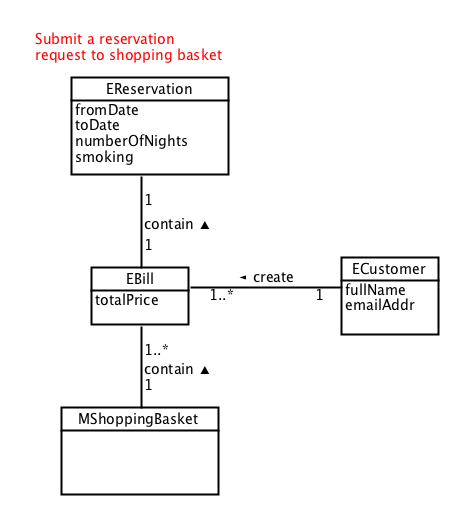 Submit a reservation
request to shopping basket
EReservation
fromDate
toDate
numberOfNights
smoking
1
contain ▲
1
EBill
totalPrice
◄ create
1..*
1
ECustomer
fullName
emailAddr
1..*
contain ▲
1
MShoppingBasket